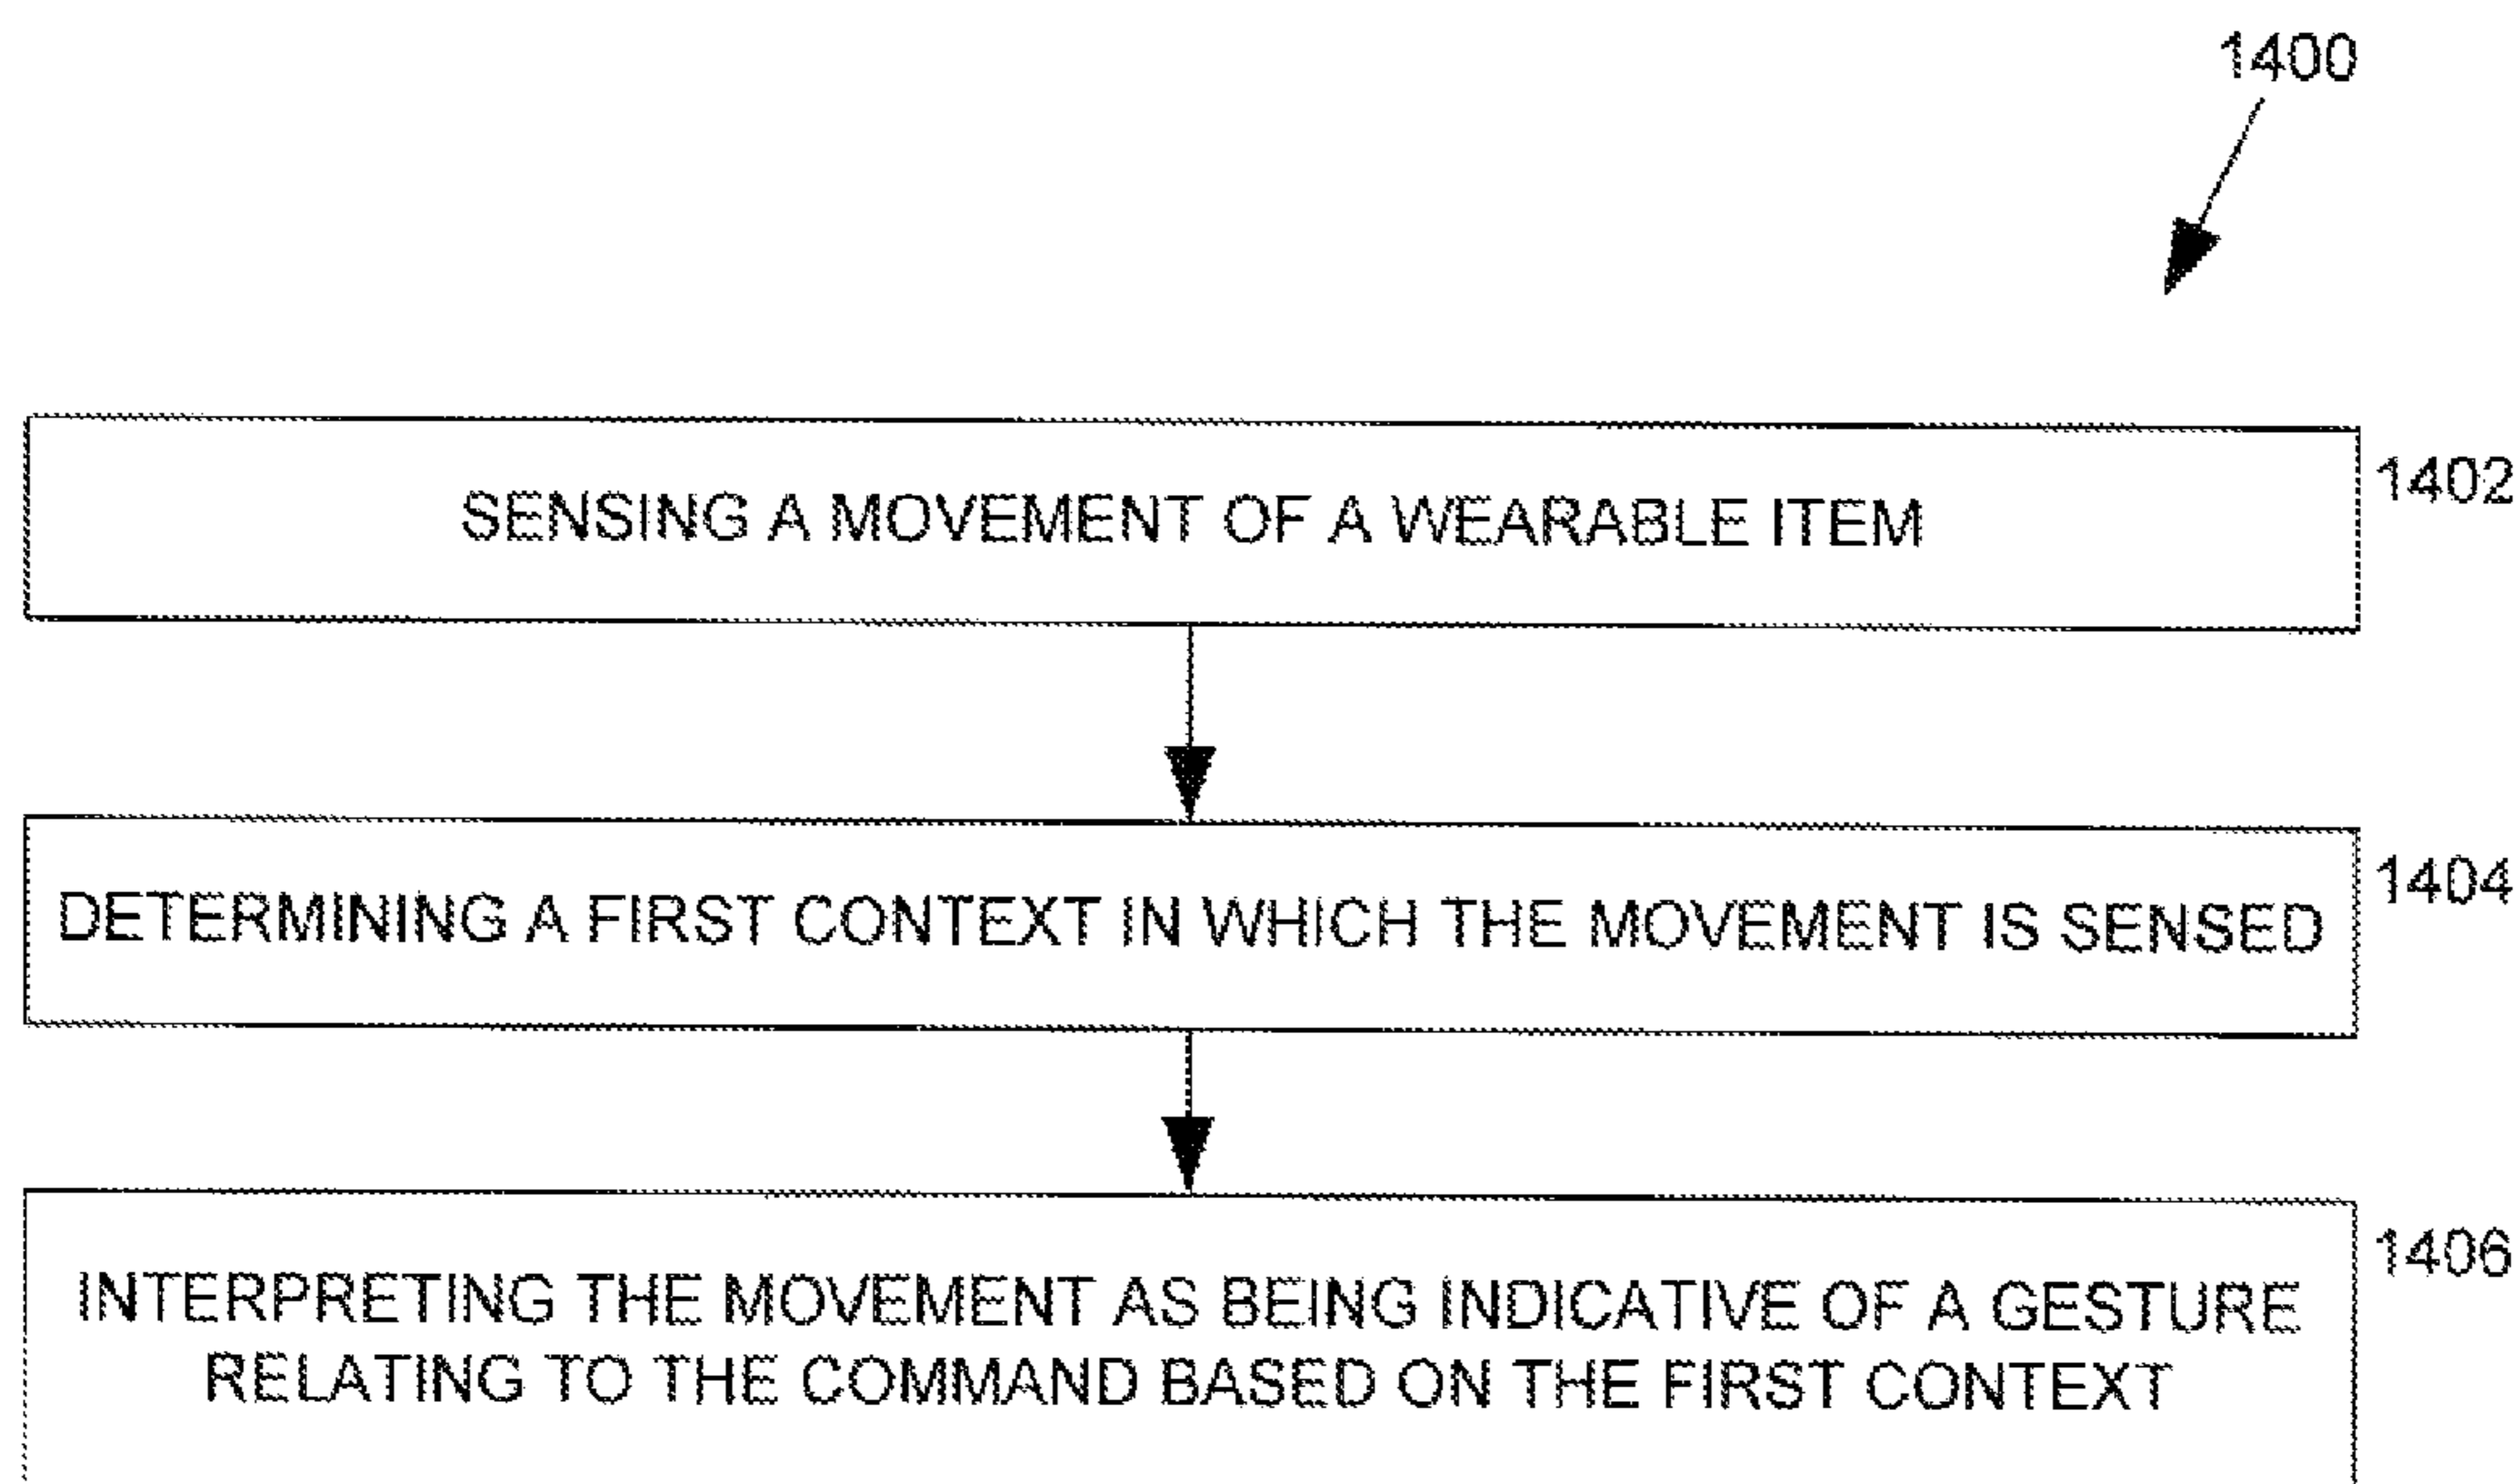 1400
SENSING A MOVEMENT OF A WEARABLE ITEM
1402
DETERMINING A FIRST CONTEXT IN WHICH THE MOVEMENT IS SENSED
1404
INTERPRETING THE MOVEMENT AS BEING INDICATIVE OF A GESTURE
RELATING TO THE COMMAND BASED ON THE FIRST CONTEXT
1406